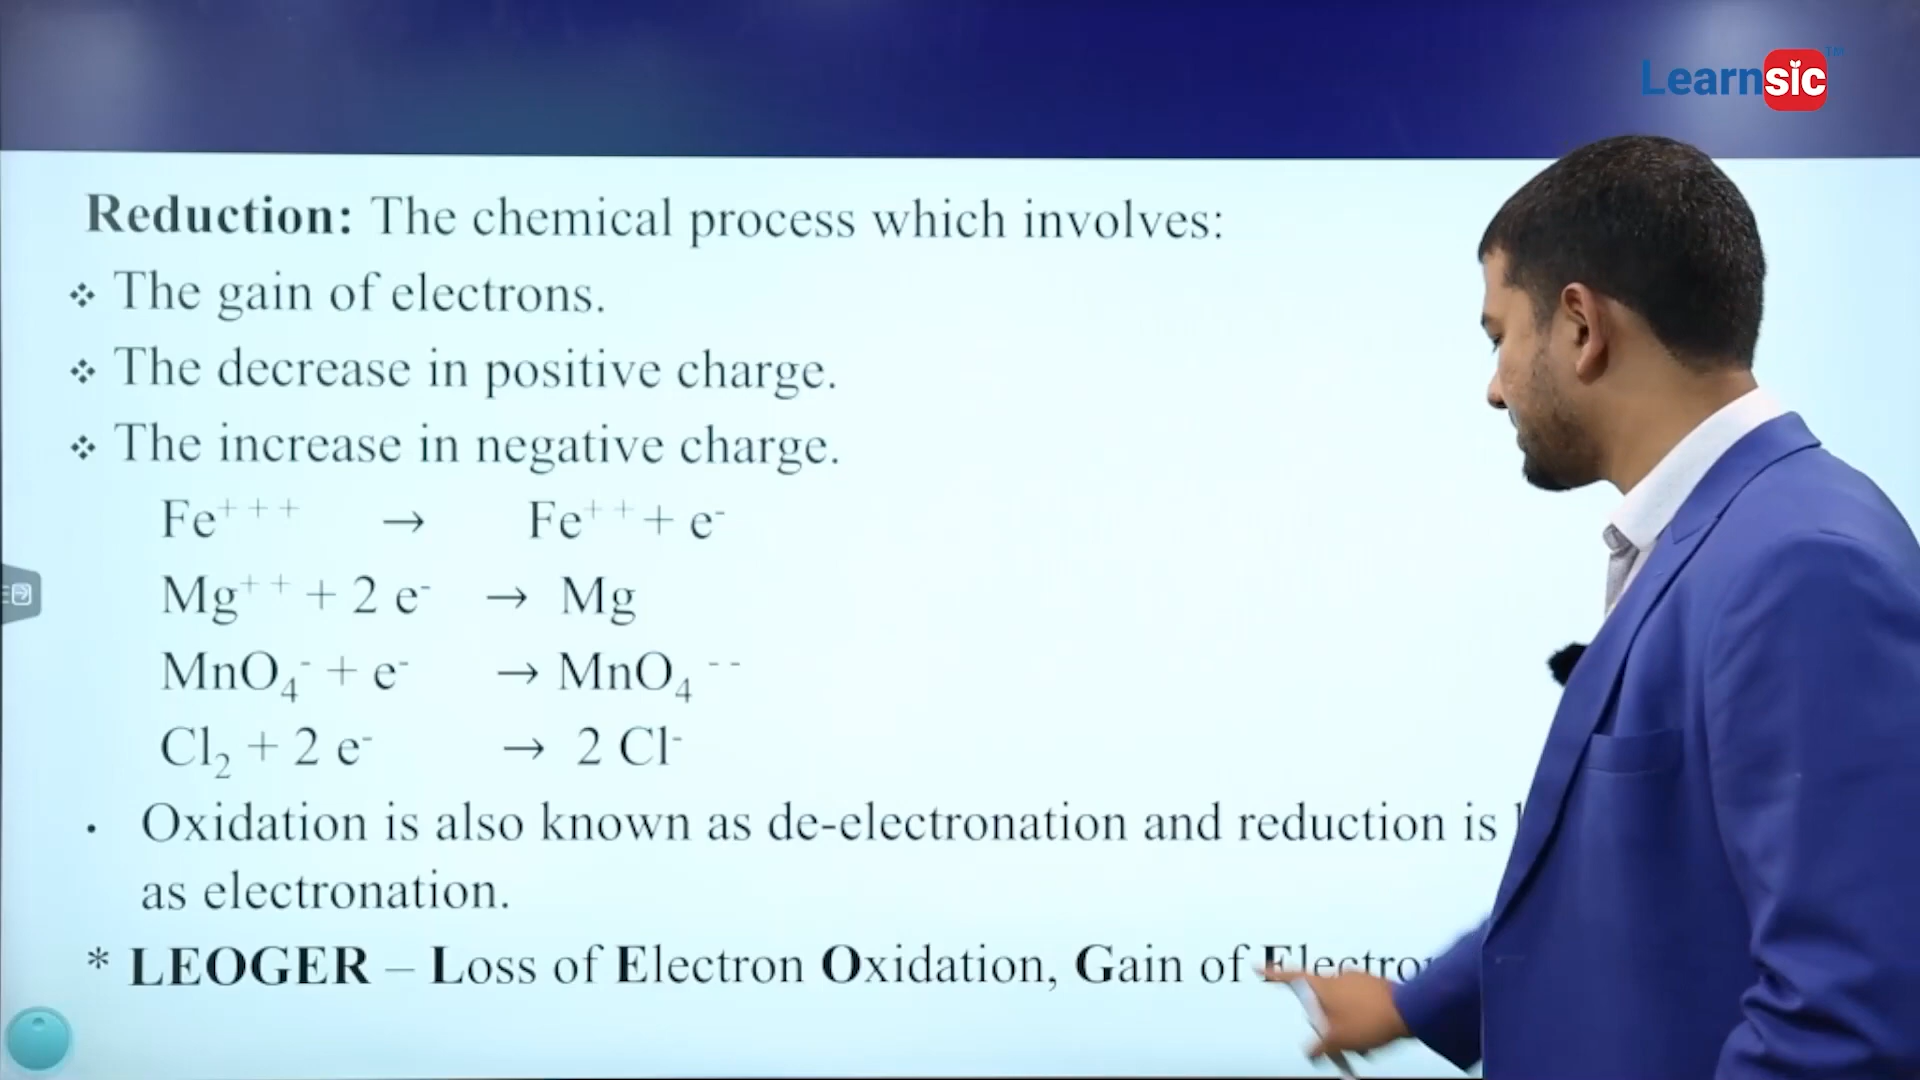 Learnsic™
Reduction: The chemical process which involves:
❖ The gain of electrons.
❖ The decrease in positive charge.
❖ The increase in negative charge.
Fe⁺⁺⁺ → Fe⁺⁺ + e⁻
Mg⁺⁺ + 2 e⁻ → Mg
MnO₄⁻ + e⁻ → MnO₄⁻⁻
Cl₂ + 2 e⁻ → 2 Cl⁻
• Oxidation is also known as de-electronation and reduction is
as electronation.
* LEOGER – Loss of Electron Oxidation, Gain of